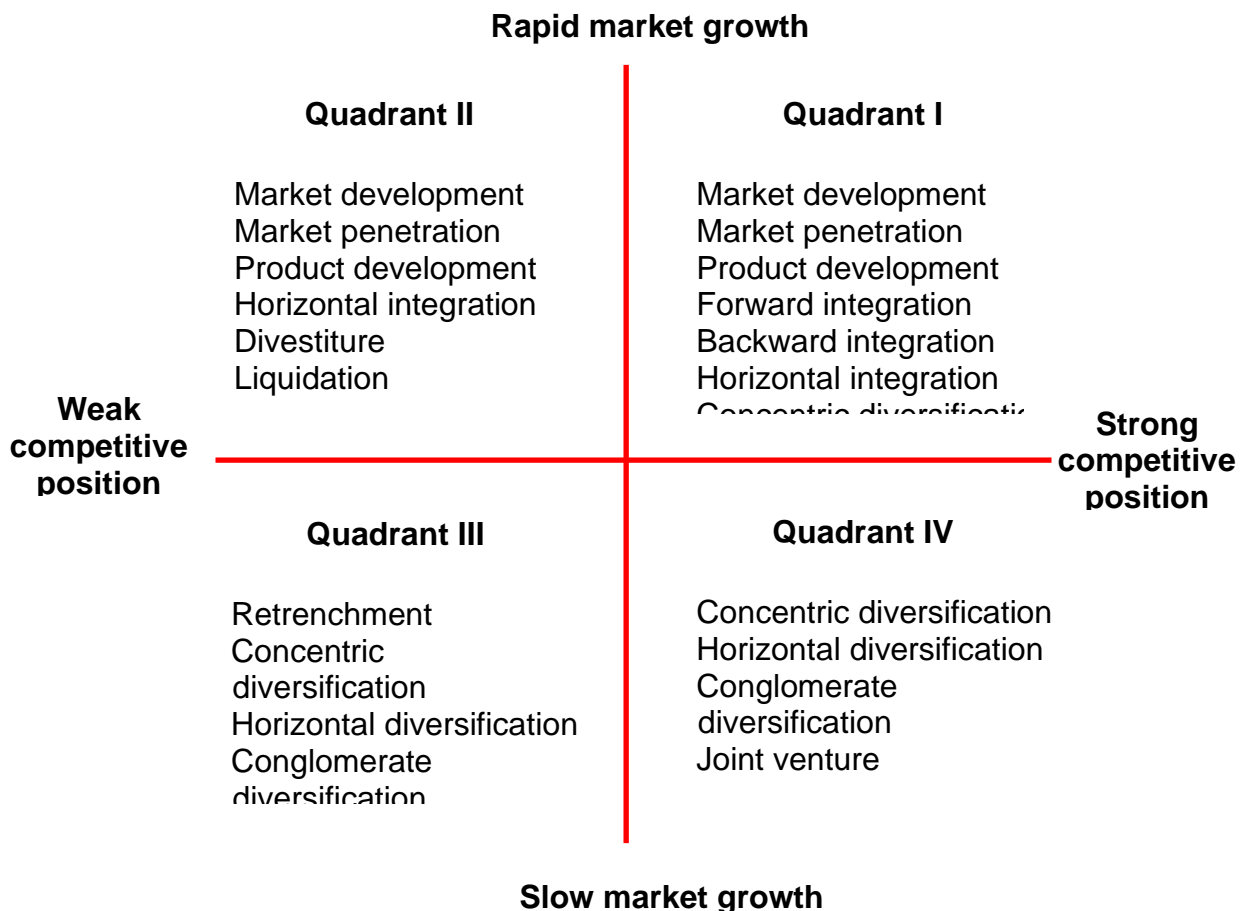 Rapid market growth
Quadrant II
Market development
Market penetration
Product development
Horizontal integration
Divestiture
Liquidation
Quadrant I
Market development
Market penetration
Product development
Forward integration
Backward integration
Horizontal integration
Concentric
Weak
competitive
position
Strong
competitive
position
Quadrant III
Retrenchment
Concentric
diversification
Horizontal diversification
Conglomerate
diversification
Quadrant IV
Concentric diversification
Horizontal diversification
Conglomerate
diversification
Joint venture
Slow market growth